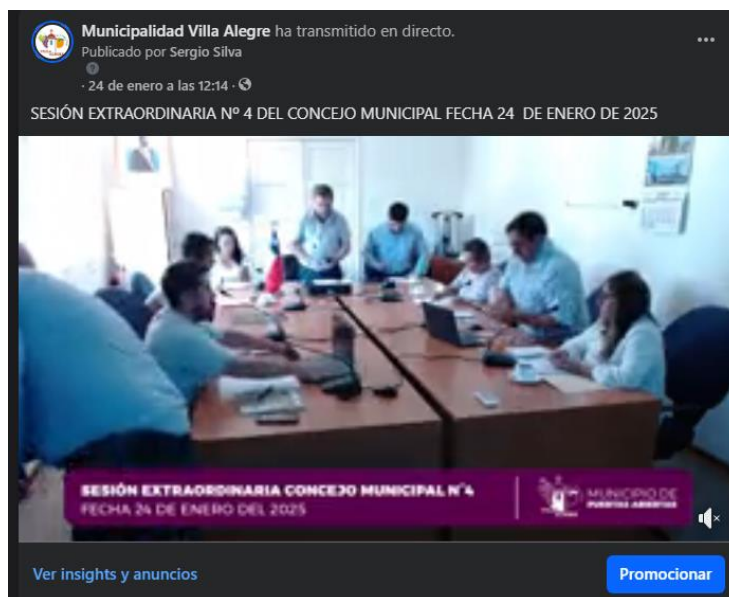 Municipalidad Villa Alegre ha transmitido en directo.
Publicado por Sergio Silva
· 24 de enero a las 12:14 ·
SESIÓN EXTRAORDINARIA Nº 4 DEL CONCEJO MUNICIPAL FECHA 24 DE ENERO DE 2025
SESIÓN EXTRAORDINARIA CONCEJO MUNICIPAL N°4
FECHA 24 DE ENERO DEL 2025
MUNICIPIO DE
PUERTAS ABIERTAS
Ver insights y anuncios
Promocionar